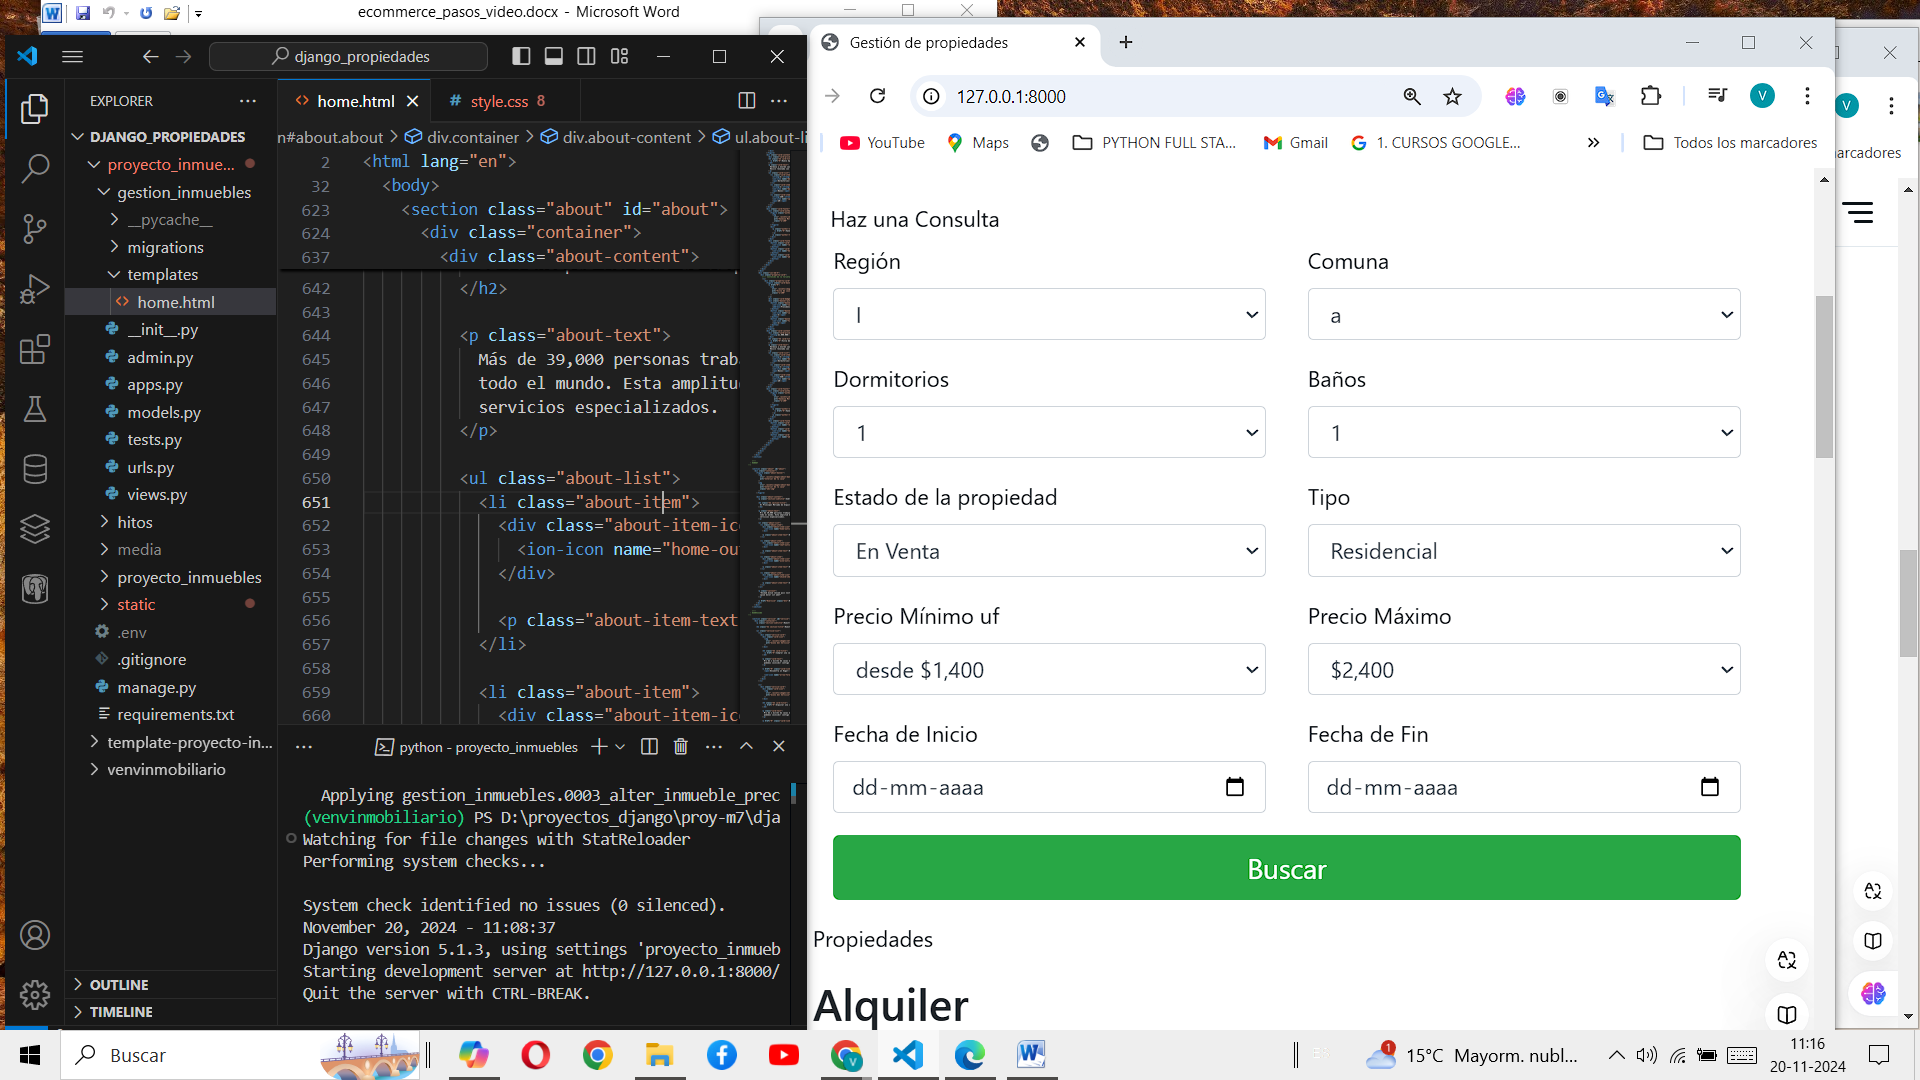 ecommerce_pasos_video.docx - Microsoft Word
django_propiedades
EXPLORER
DJANGO_PROPIEDADES
proyecto_inmue...
gestion_inmuebles
__pycache__
migrations
templates
home.html
__init__.py
admin.py
apps.py
models.py
tests.py
urls.py
views.py
hitos
media
proyecto_inmuebles
static
.env
.gitignore
manage.py
requirements.txt
template-proyecto-in...
venvinmobiliario
OUTLINE
TIMELINE
home.html
# style.css 8
n#about.about > div.container > div.about-content > ul.about-li
2 <html lang="en">
32 <body>
623 <section class="about" id="about">
624 <div class="container">
637 <div class="about-content">
642 </h2>
643
644 <p class="about-text">
645 Más de 39,000 personas trab
646 todo el mundo. Esta amplitu
647 servicios especializados.
648 </p>
649
650 <ul class="about-list">
651 <li class="about-item">
652 <div class="about-item-ico
653 <ion-icon name="home-ou
654 </div>
655
656 <p class="about-item-text
657 </li>
658
659 <li class="about-item">
660 <div class="about-item-ico
python - proyecto_inmuebles
Applying gestion_inmuebles.0003_alter_inmueble_prec
(venvinmobiliario) PS D:\proyectos_django\proy-m7\dja
Watching for file changes with StatReloader
Performing system checks...
System check identified no issues (0 silenced).
November 20, 2024 - 11:08:37
Django version 5.1.3, using settings 'proyecto_inmueb
Starting development server at http://127.0.0.1:8000/
Quit the server with CTRL-BREAK.
Gestión de propiedades
127.0.0.1:8000
V
V
YouTube
Maps
PYTHON FULL STA...
Gmail
1. CURSOS GOOGLE...
Todos los marcadores
arcadores
Haz una Consulta
Región
Comuna
I
a
Dormitorios
Baños
1
1
Estado de la propiedad
Tipo
En Venta
Residencial
Precio Mínimo uf
Precio Máximo
desde $1,400
$2,400
Fecha de Inicio
Fecha de Fin
dd-mm-aaaa
dd-mm-aaaa
Buscar
Propiedades
Alquiler
Buscar
1
15°C Mayorm. nubl...
11:16
20-11-2024